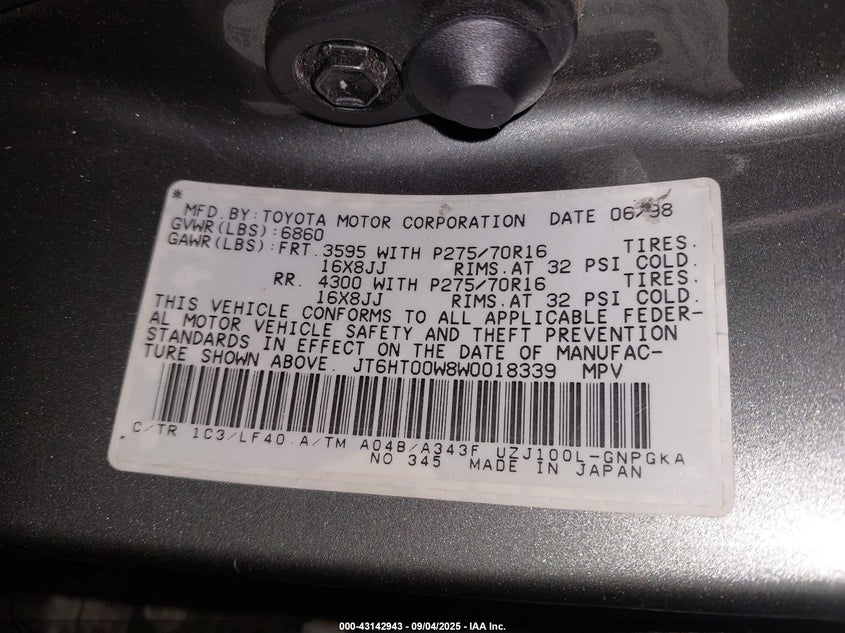 *
MFD. BY: TOYOTA MOTOR CORPORATION DATE 06/98
GVWR(LBS):6860
GAWR(LBS):FRT. 3595 WITH P275/70R16 TIRES.
16X8JJ RIMS.AT 32 PSI COLD.
RR. 4300 WITH P275/70R16 TIRES.
16X8JJ RIMS.AT 32 PSI COLD.
THIS VEHICLE CONFORMS TO ALL APPLICABLE FEDER-
AL MOTOR VEHICLE SAFETY AND THEFT PREVENTION
STANDARDS IN EFFECT ON THE DATE OF MANUFAC-
TURE SHOWN ABOVE. JT6HT00W8W0018339 MPV
C/TR 1C3/LF40 A/TM A04B/A343F UZJ100L-GNPGKA
NO 345 MADE IN JAPAN
000-43142943 - 09/04/2025 - IAA Inc.